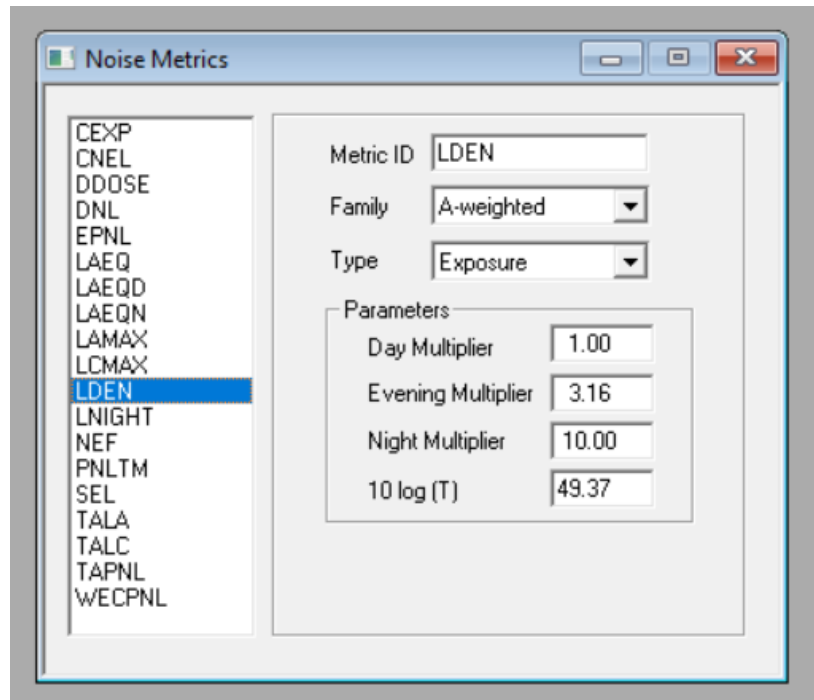 Noise Metrics
CEXP
CNEL
DDOSE
DNL
EPNL
LAEQ
LAEQD
LAEQN
LAMAX
LCMAX
LDEN
LNIGHT
NEF
PNLTM
SEL
TALA
TALC
TAPNL
WECPNL
Metric ID LDEN
Family A-weighted
Type Exposure
Parameters
Day Multiplier 1.00
Evening Multiplier 3.16
Night Multiplier 10.00
10 log (T) 49.37